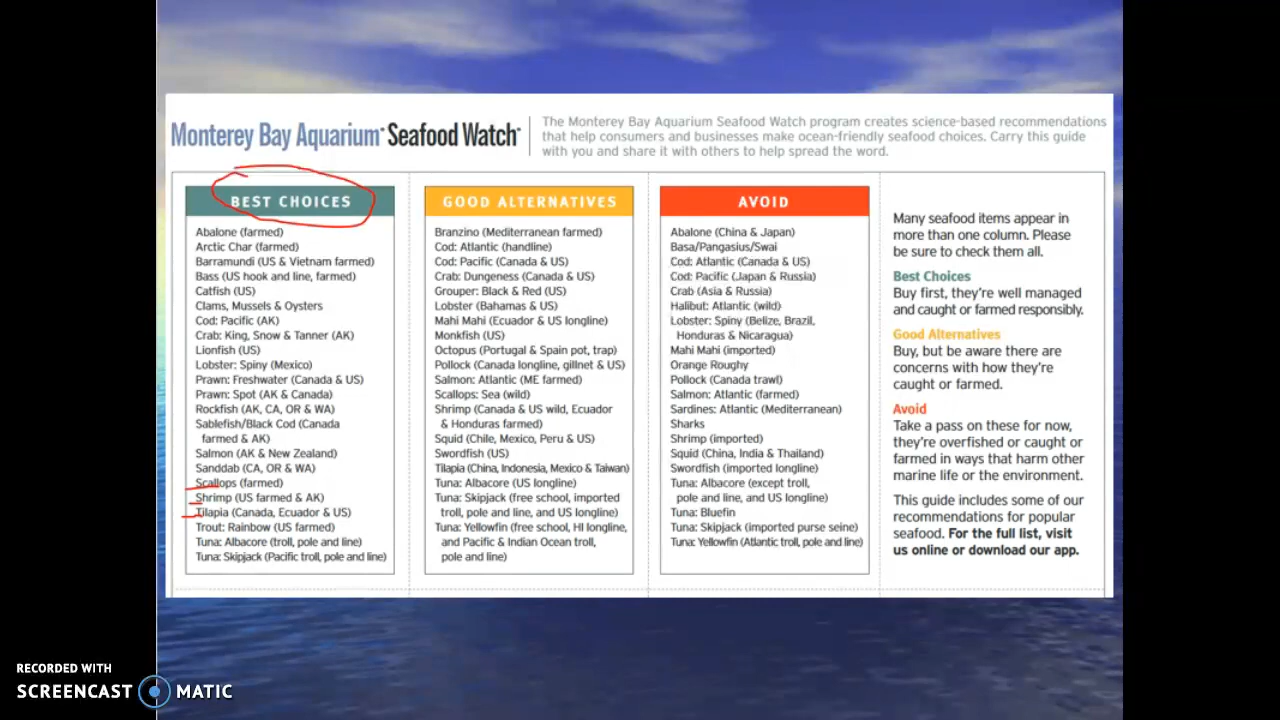 Monterey Bay Aquarium Seafood Watch
The Monterey Bay Aquarium Seafood Watch program creates science-based recommendations
that help consumers and businesses make ocean-friendly seafood choices. Carry this guide
with you and share it with others to help spread the word.
BEST CHOICES
Abalone (farmed)
Arctic Char (farmed)
Barramundi (US & Vietnam farmed)
Bass (US hook and line, farmed)
Catfish (US)
Clams, Mussels & Oysters
Cod: Pacific (AK)
Crab: King, Snow & Tanner (AK)
Lionfish (US)
Lobster: Spiny (Mexico)
Prawn: Freshwater (Canada & US)
Prawn: Spot (AK & Canada)
Rockfish (AK, CA, OR & WA)
Sablefish/Black Cod (Canada
farmed & AK)
Salmon (AK & New Zealand)
Sanddab (CA, OR & WA)
Scallops (farmed)
Shrimp (US farmed & AK)
Tilapia (Canada, Ecuador & US)
Trout: Rainbow (US farmed)
Tuna: Albacore (troll, pole and line)
Tuna: Skipjack (Pacific troll, pole and line)
GOOD ALTERNATIVES
Branzino (Mediterranean farmed)
Cod: Atlantic (handline)
Cod: Pacific (Canada & US)
Crab: Dungeness (Canada & US)
Grouper: Black & Red (US)
Lobster (Bahamas & US)
Mahi Mahi (Ecuador & US longline)
Monkfish (US)
Octopus (Portugal & Spain pot, trap)
Pollock (Canada longline, gillnet & US)
Salmon: Atlantic (ME farmed)
Scallops: Sea (wild)
Shrimp (Canada & US wild, Ecuador
& Honduras farmed)
Squid (Chile, Mexico, Peru & US)
Swordfish (US)
Tilapia (China, Indonesia, Mexico & Taiwan)
Tuna: Albacore (US longline)
Tuna: Skipjack (free school, imported
troll, pole and line, and US longline)
Tuna: Yellowfin (free school, HI longline,
and Pacific & Indian Ocean troll,
pole and line)
AVOID
Abalone (China & Japan)
Basa/Pangasius/Swai
Cod: Atlantic (Canada & US)
Cod: Pacific (Japan & Russia)
Crab (Asia & Russia)
Halibut: Atlantic (wild)
Lobster: Spiny (Belize, Brazil,
Honduras & Nicaragua)
Mahi Mahi (imported)
Orange Roughy
Pollock (Canada trawl)
Salmon: Atlantic (farmed)
Sardines: Atlantic (Mediterranean)
Sharks
Shrimp (imported)
Squid (China, India & Thailand)
Swordfish (imported longline)
Tuna: Albacore (except troll,
pole and line, and US longline)
Tuna: Bluefin
Tuna: Skipjack (imported purse seine)
Tuna: Yellowfin (Atlantic troll, pole and line)
Many seafood items appear in
more than one column. Please
be sure to check them all.
Best Choices
Buy first, they're well managed
and caught or farmed responsibly.
Good Alternatives
Buy, but be aware there are
concerns with how they're
caught or farmed.
Avoid
Take a pass on these for now,
they're overfished or caught or
farmed in ways that harm other
marine life or the environment.
This guide includes some of our
recommendations for popular
seafood. For the full list, visit
us online or download our app.
RECORDED WITH
SCREENCAST MATIC